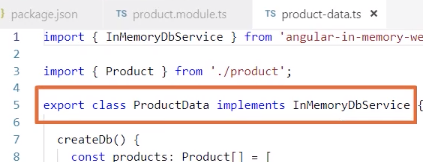 package.json TS product.module.ts TS product-data.ts ×
1 import { InMemoryDbService } from 'angular-in-memory-we
2
3 import { Product } from './product';
4
5 export class ProductData implements InMemoryDbService {
6
7 createDb() {
8 const products: Product[] = [